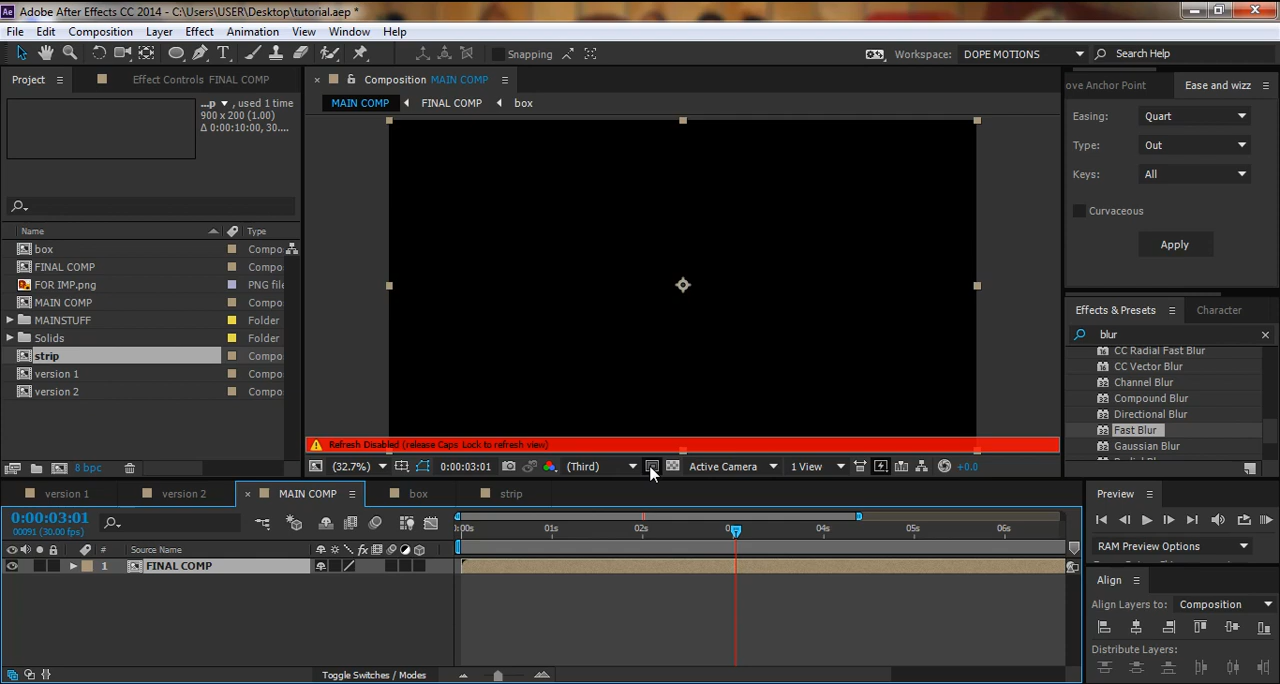 Adobe After Effects CC 2014 - C:\Users\USER\Desktop\tutorial.aep *
File Edit Composition Layer Effect Animation View Window Help
Snapping
Workspace: DOPE MOTIONS
Search Help
Project
Effect Controls FINAL COMP
Composition MAIN COMP
ove Anchor Point
Ease and wizz
...p , used 1 time
900 x 200 (1.00)
Δ 0:00:10:00, 30....
MAIN COMP FINAL COMP box
Easing: Quart
Type: Out
Keys: All
Curvaceous
Apply
Name Type
box Compo
FINAL COMP Compo
FOR IMP.png PNG file
MAIN COMP Compo
MAINSTUFF Folder
Solids Folder
strip Compo
version 1 Compo
version 2 Compo
Effects & Presets
Character
blur
CC Radial Fast Blur
CC Vector Blur
Channel Blur
Compound Blur
Directional Blur
Fast Blur
Gaussian Blur
Refresh Disabled (release Caps Lock to refresh view)
8 bpc
(32.7%) 0:00:03:01 (Third) Active Camera 1 View +0.0
version 1 version 2 MAIN COMP box strip
Preview
0:00:03:01
00091 (30.00 fps)
:00s 01s 02s 04s 05s 06s
RAM Preview Options
# Source Name
1 FINAL COMP
Align
Align Layers to: Composition
Distribute Layers:
Toggle Switches / Modes